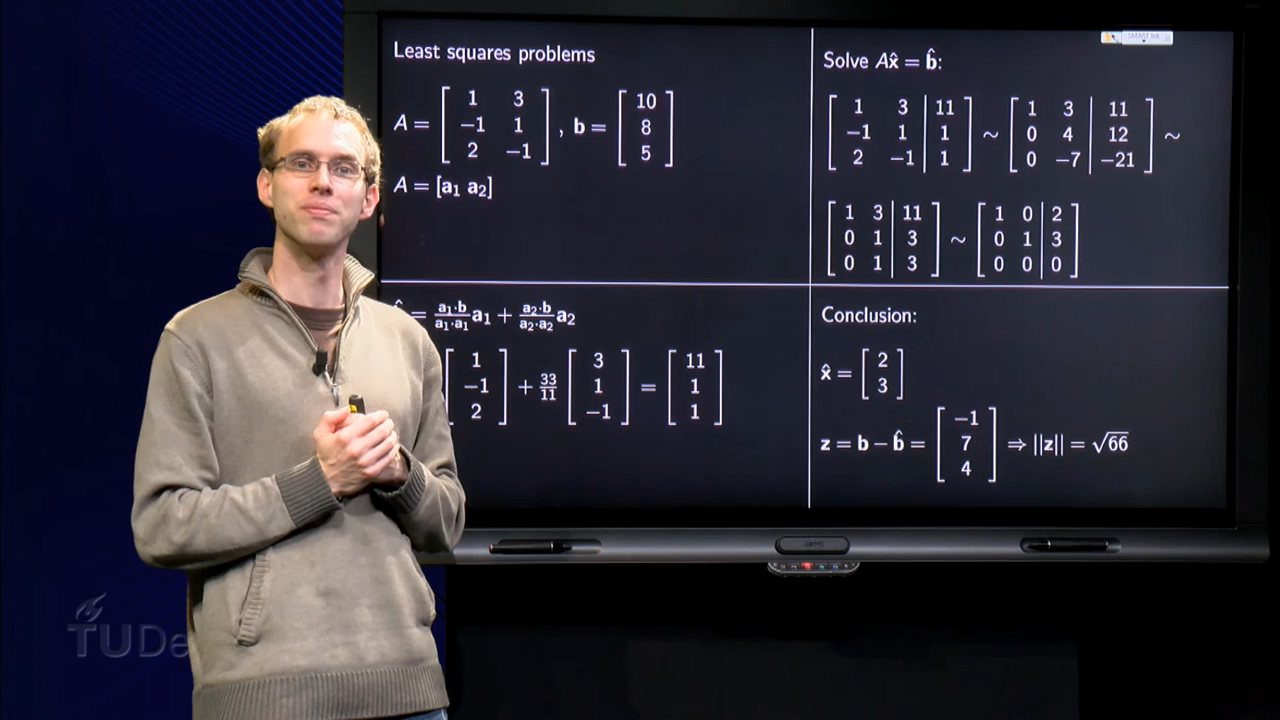 Least squares problems
A = [ 1 3 ; −1 1 ; 2 −1 ] , b = [ 10 ; 8 ; 5 ]
A = [a₁ a₂]
= a₁·b/a₁·a₁ a₁ + a₂·b/a₂·a₂ a₂
[ 1 ; −1 ; 2 ] + 33/11 [ 3 ; 1 ; −1 ] = [ 11 ; 1 ; 1 ]
SMART Ink
Solve Ax̂ = b̂:
[ 1 3 | 11 ; −1 1 | 1 ; 2 −1 | 1 ] ~ [ 1 3 | 11 ; 0 4 | 12 ; 0 −7 | −21 ] ~
[ 1 3 | 11 ; 0 1 | 3 ; 0 1 | 3 ] ~ [ 1 0 | 2 ; 0 1 | 3 ; 0 0 | 0 ]
Conclusion:
x̂ = [ 2 ; 3 ]
z = b − b̂ = [ −1 ; 7 ; 4 ] ⇒ ||z|| = √66
TUDe